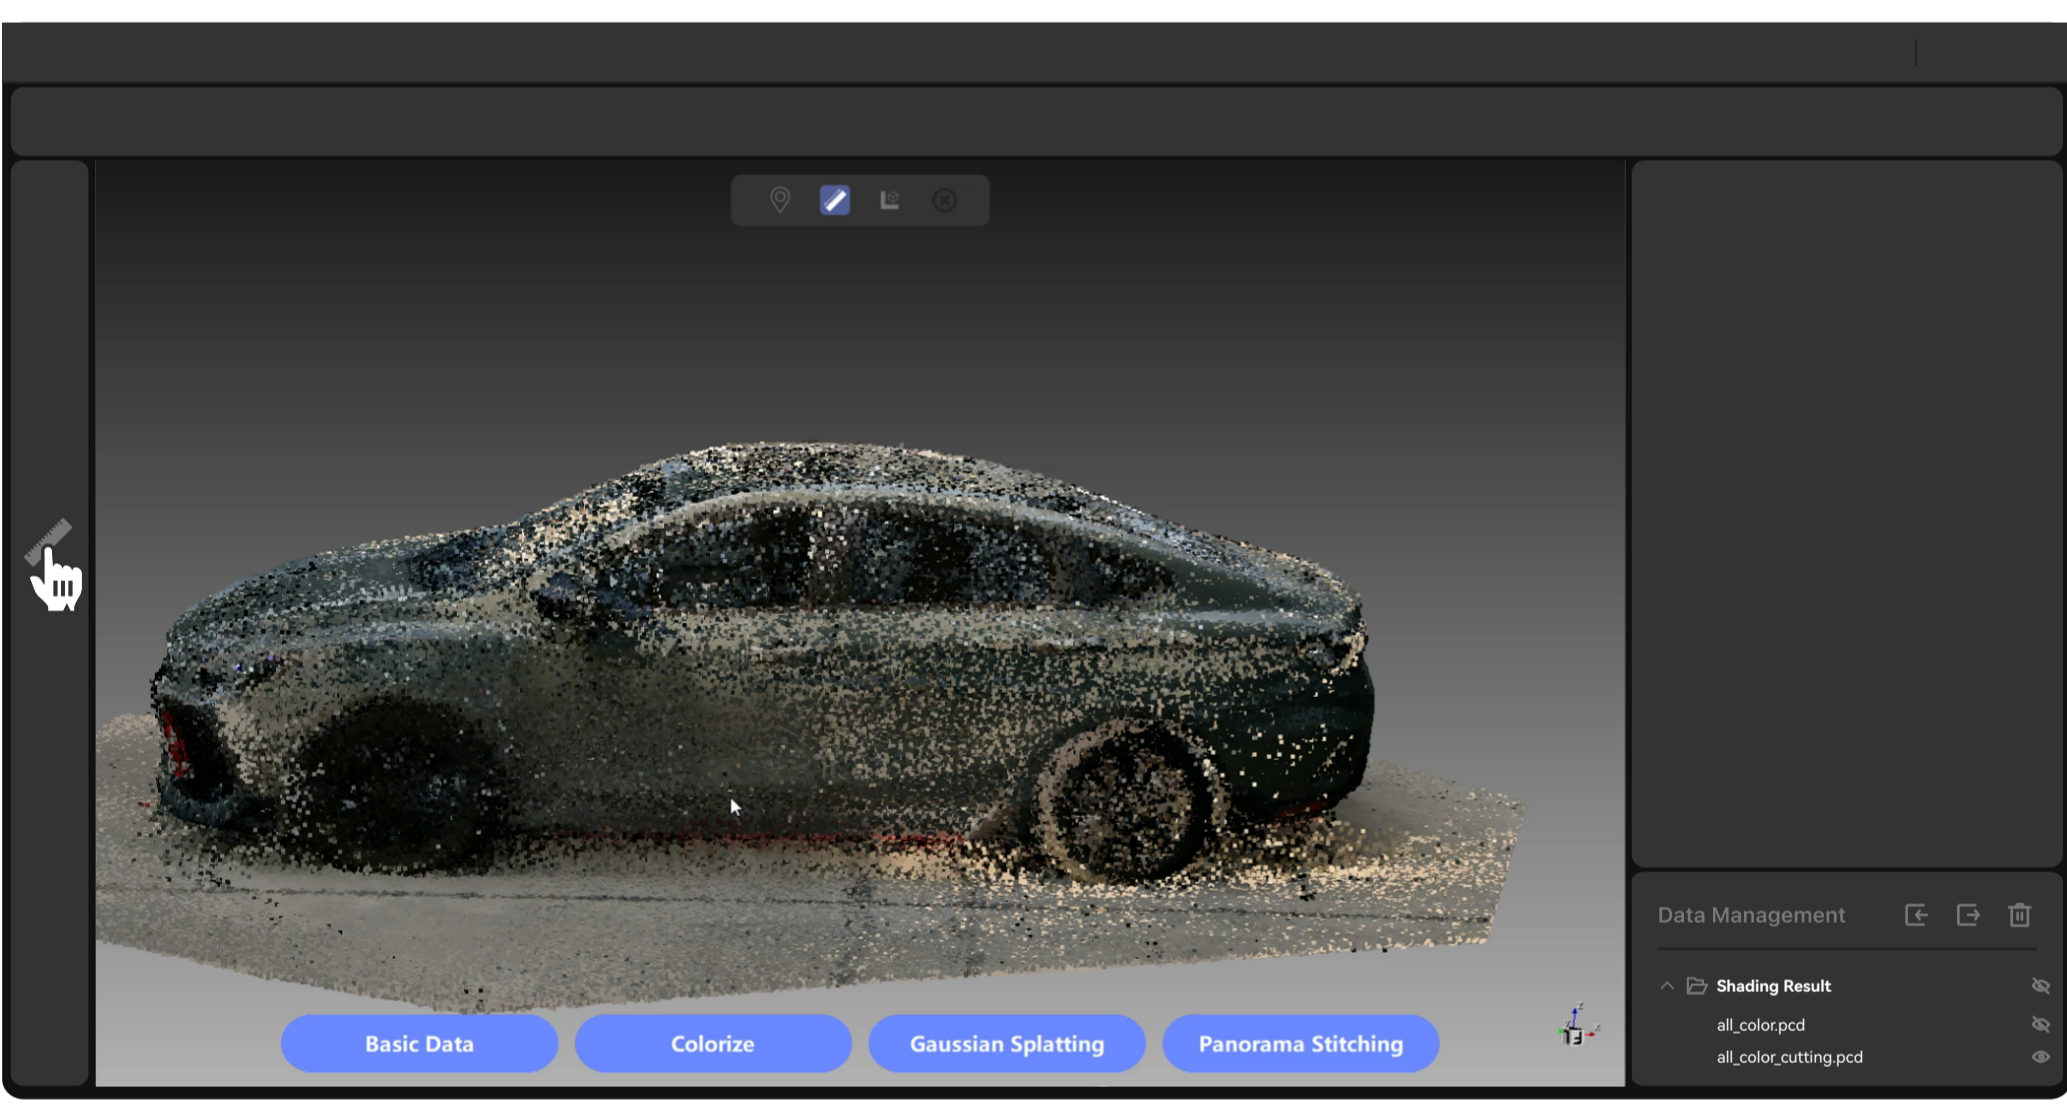 Data Management
Shading Result
all_color.pcd
all_color_cutting.pcd
Basic Data
Colorize
Gaussian Splatting
Panorama Stitching